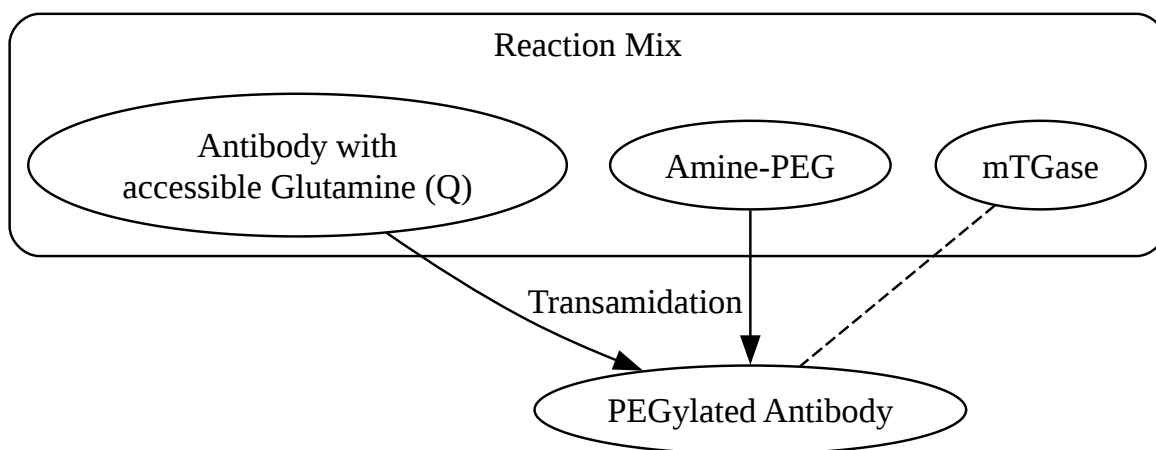 Reaction Mix
Antibody with
accessible Glutamine (Q)
Amine-PEG
mTGase
Transamidation
PEGylated Antibody